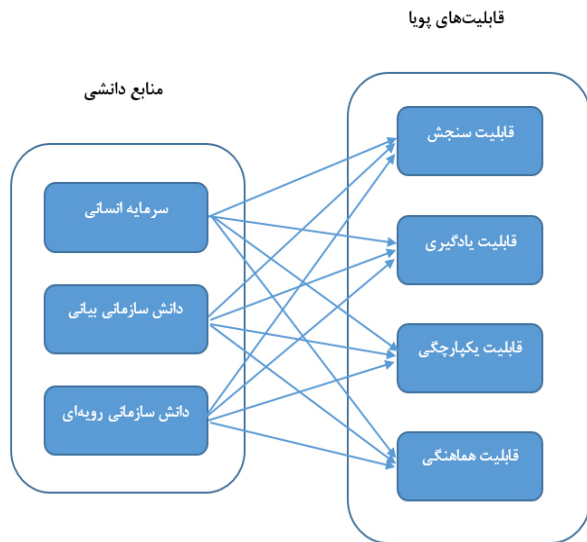 قابلیت‌های پویا
قابلیت سنجش
قابلیت یادگیری
قابلیت یکپارچگی
قابلیت هماهنگی
منابع دانشی
سرمایه انسانی
دانش سازمانی بیانی
دانش سازمانی رویه‌ای